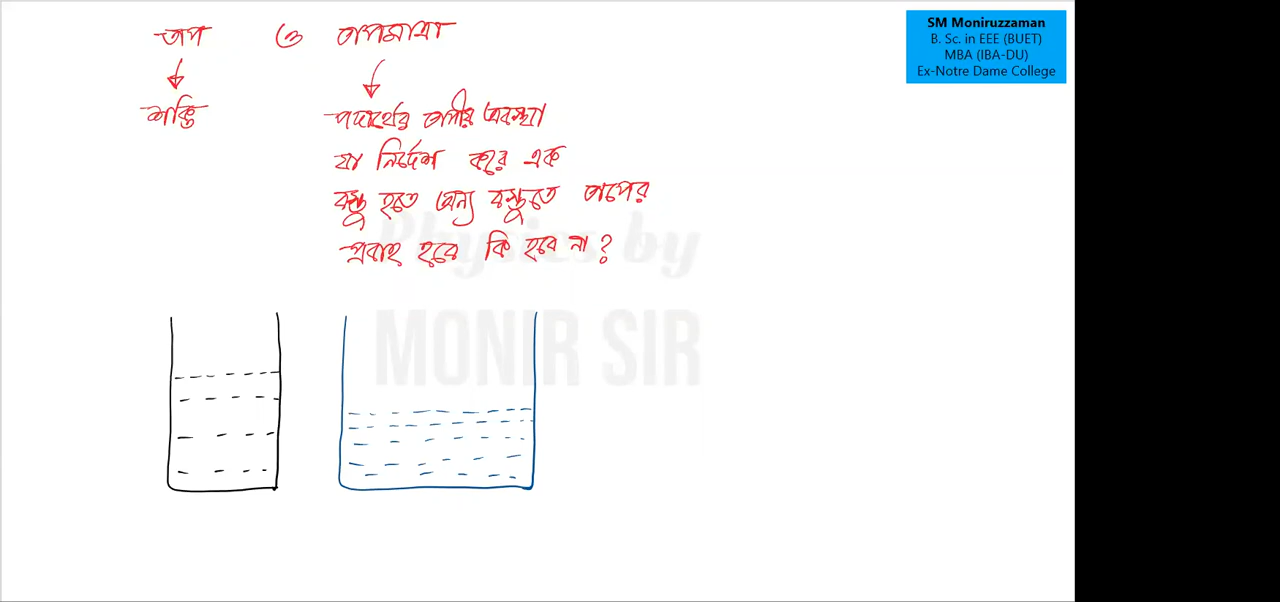 তাপ ও তাপমাত্রা
শক্তি
পদার্থের তাপীয় অবস্থা
যা নির্দেশ করে এক
বস্তু হতে অন্য বস্তুতে তাপের
প্রবাহ হবে কি হবে না?
SM Moniruzzaman
B. Sc. in EEE (BUET)
MBA (IBA-DU)
Ex-Notre Dame College
Physics by
MONIR SIR